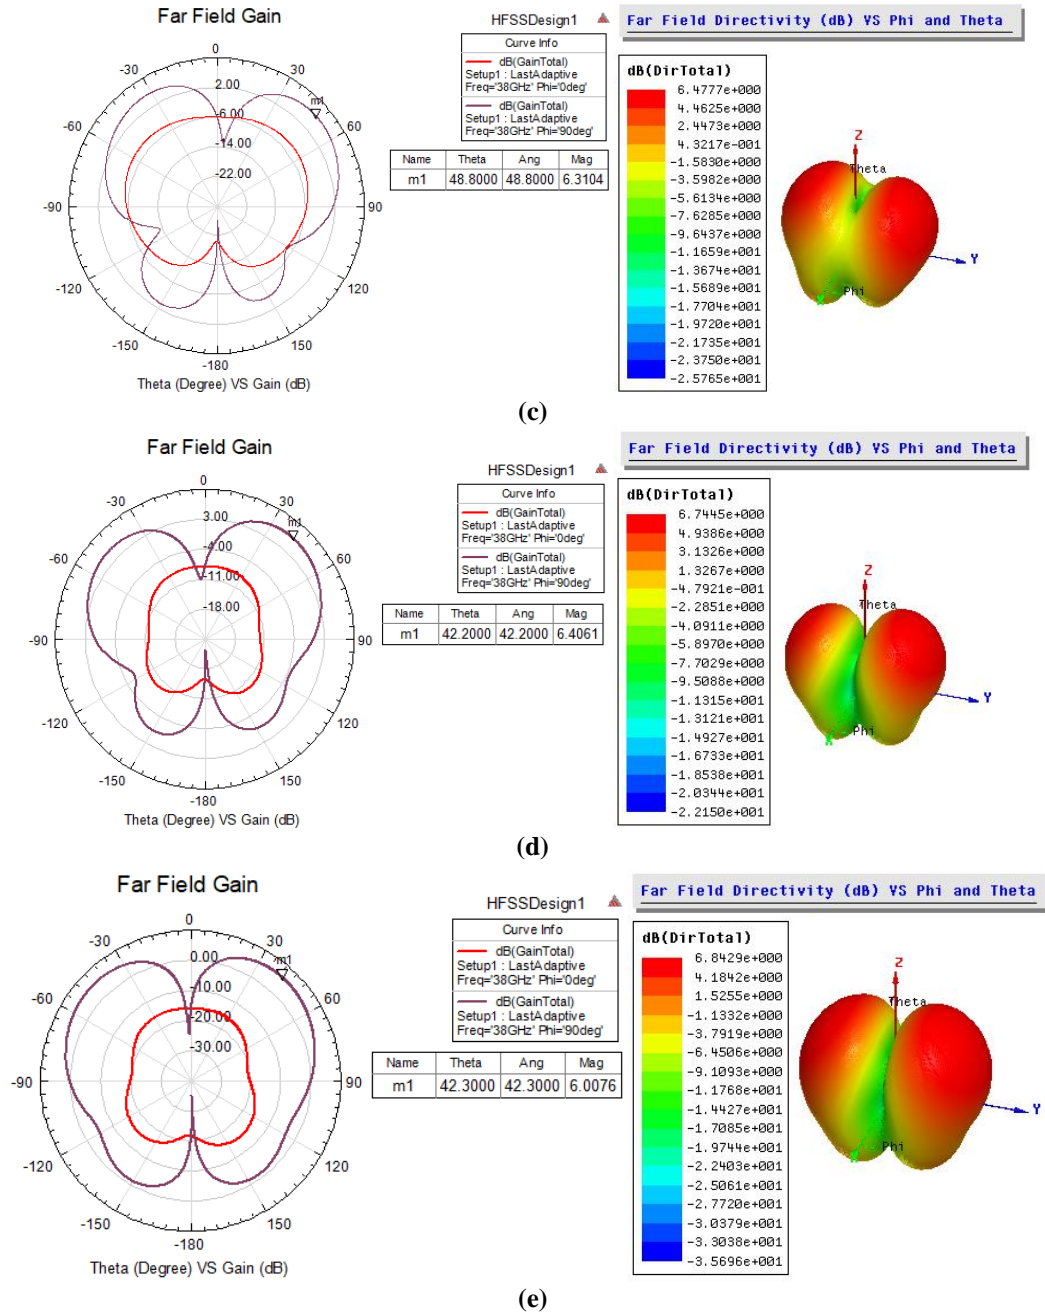 Far Field Gain
0
-30
30
2.00
m1
-60
-6.00
60
-14.00
-22.00
-90
90
-120
120
-150
150
-180
Theta (Degree) VS Gain (dB)
HFSSDesign1
Curve Info
dB(GainTotal)
Setup1 : LastAdaptive
Freq='38GHz' Phi='0deg'
dB(GainTotal)
Setup1 : LastAdaptive
Freq='38GHz' Phi='90deg'
Name Theta Ang Mag
m1 48.8000 48.8000 6.3104
Far Field Directivity (dB) VS Phi and Theta
dB(DirTotal)
6.4777e+000
4.4625e+000
2.4473e+000
4.3217e-001
-1.5830e+000
-3.5982e+000
-5.6134e+000
-7.6285e+000
-9.6437e+000
-1.1659e+001
-1.3674e+001
-1.5689e+001
-1.7704e+001
-1.9720e+001
-2.1735e+001
-2.3750e+001
-2.5765e+001
Z
Theta
Y
Phi
X
(c)
Far Field Gain
0
-30
30
3.00
m1
-60
-4.00
60
-11.00
-18.00
-90
90
-120
120
-150
150
-180
Theta (Degree) VS Gain (dB)
HFSSDesign1
Curve Info
dB(GainTotal)
Setup1 : LastAdaptive
Freq='38GHz' Phi='0deg'
dB(GainTotal)
Setup1 : LastAdaptive
Freq='38GHz' Phi='90deg'
Name Theta Ang Mag
m1 42.2000 42.2000 6.4061
Far Field Directivity (dB) VS Phi and Theta
dB(DirTotal)
6.7445e+000
4.9386e+000
3.1326e+000
1.3267e+000
-4.7921e-001
-2.2851e+000
-4.0911e+000
-5.8970e+000
-7.7029e+000
-9.5088e+000
-1.1315e+001
-1.3121e+001
-1.4927e+001
-1.6733e+001
-1.8538e+001
-2.0344e+001
-2.2150e+001
Z
Theta
Y
Phi
X
(d)
Far Field Gain
0
-30
30
0.00
m1
-60
-10.00
60
-20.00
-30.00
-90
90
-120
120
-150
150
-180
Theta (Degree) VS Gain (dB)
HFSSDesign1
Curve Info
dB(GainTotal)
Setup1 : LastAdaptive
Freq='38GHz' Phi='0deg'
dB(GainTotal)
Setup1 : LastAdaptive
Freq='38GHz' Phi='90deg'
Name Theta Ang Mag
m1 42.3000 42.3000 6.0076
Far Field Directivity (dB) VS Phi and Theta
dB(DirTotal)
6.8429e+000
4.1842e+000
1.5255e+000
-1.1332e+000
-3.7919e+000
-6.4506e+000
-9.1093e+000
-1.1768e+001
-1.4427e+001
-1.7085e+001
-1.9744e+001
-2.2403e+001
-2.5061e+001
-2.7720e+001
-3.0379e+001
-3.3038e+001
-3.5696e+001
Z
Theta
Y
Phi
X
(e)